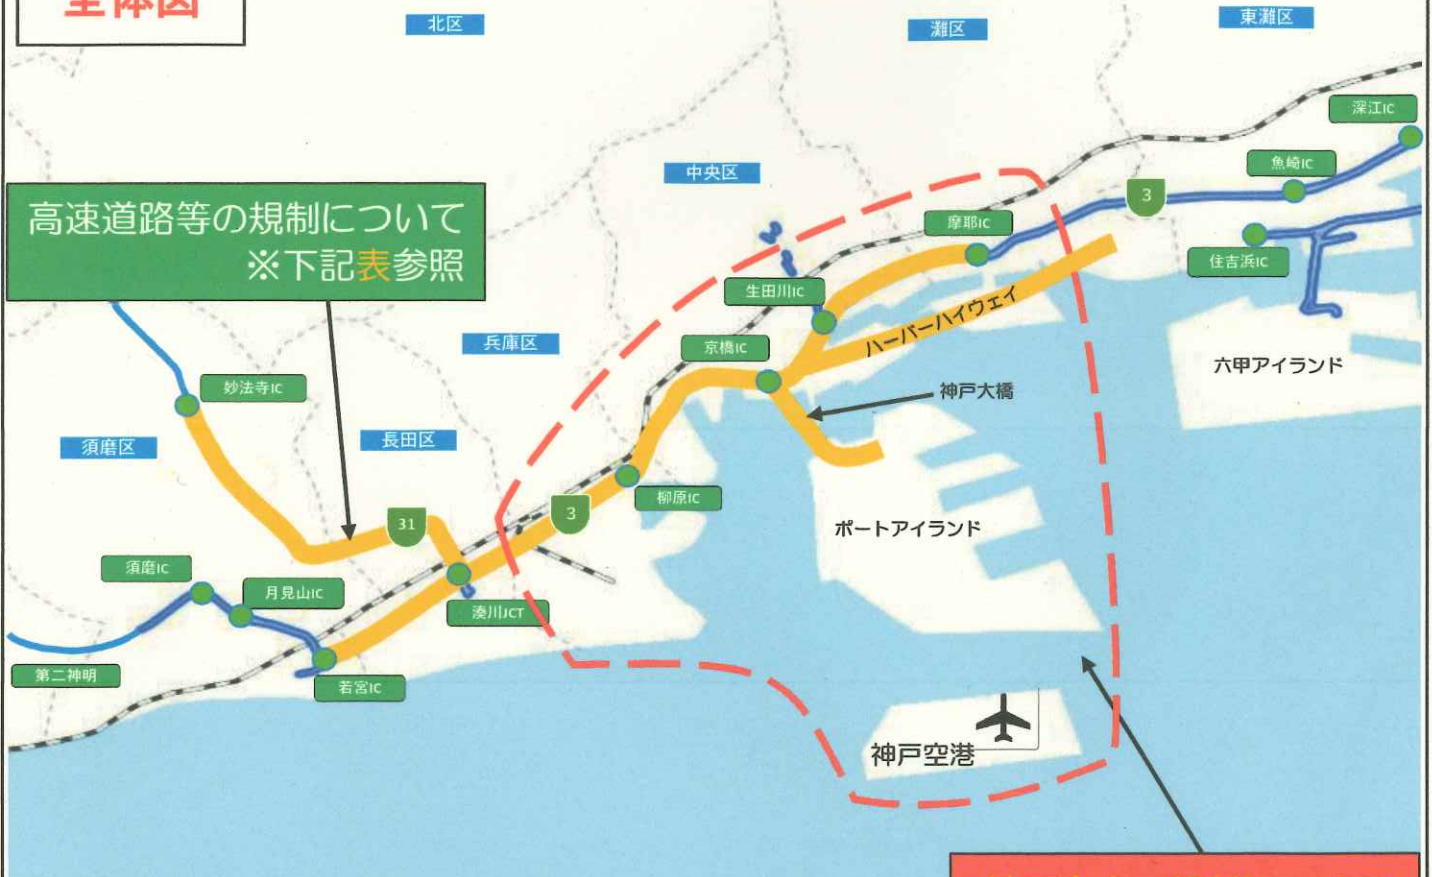 全体図
北区
灘区
東灘区
深江IC
魚崎IC
中央区
3
摩耶IC
高速道路等の規制について
※下記表参照
住吉浜IC
生田川IC
ハーバーハイウェイ
兵庫区
京橋IC
六甲アイランド
妙法寺IC
神戸大橋
須磨区
長田区
柳原IC
3
31
ポートアイランド
須磨IC
月見山IC
湊川JCT
第二神明
若宮IC
神戸空港